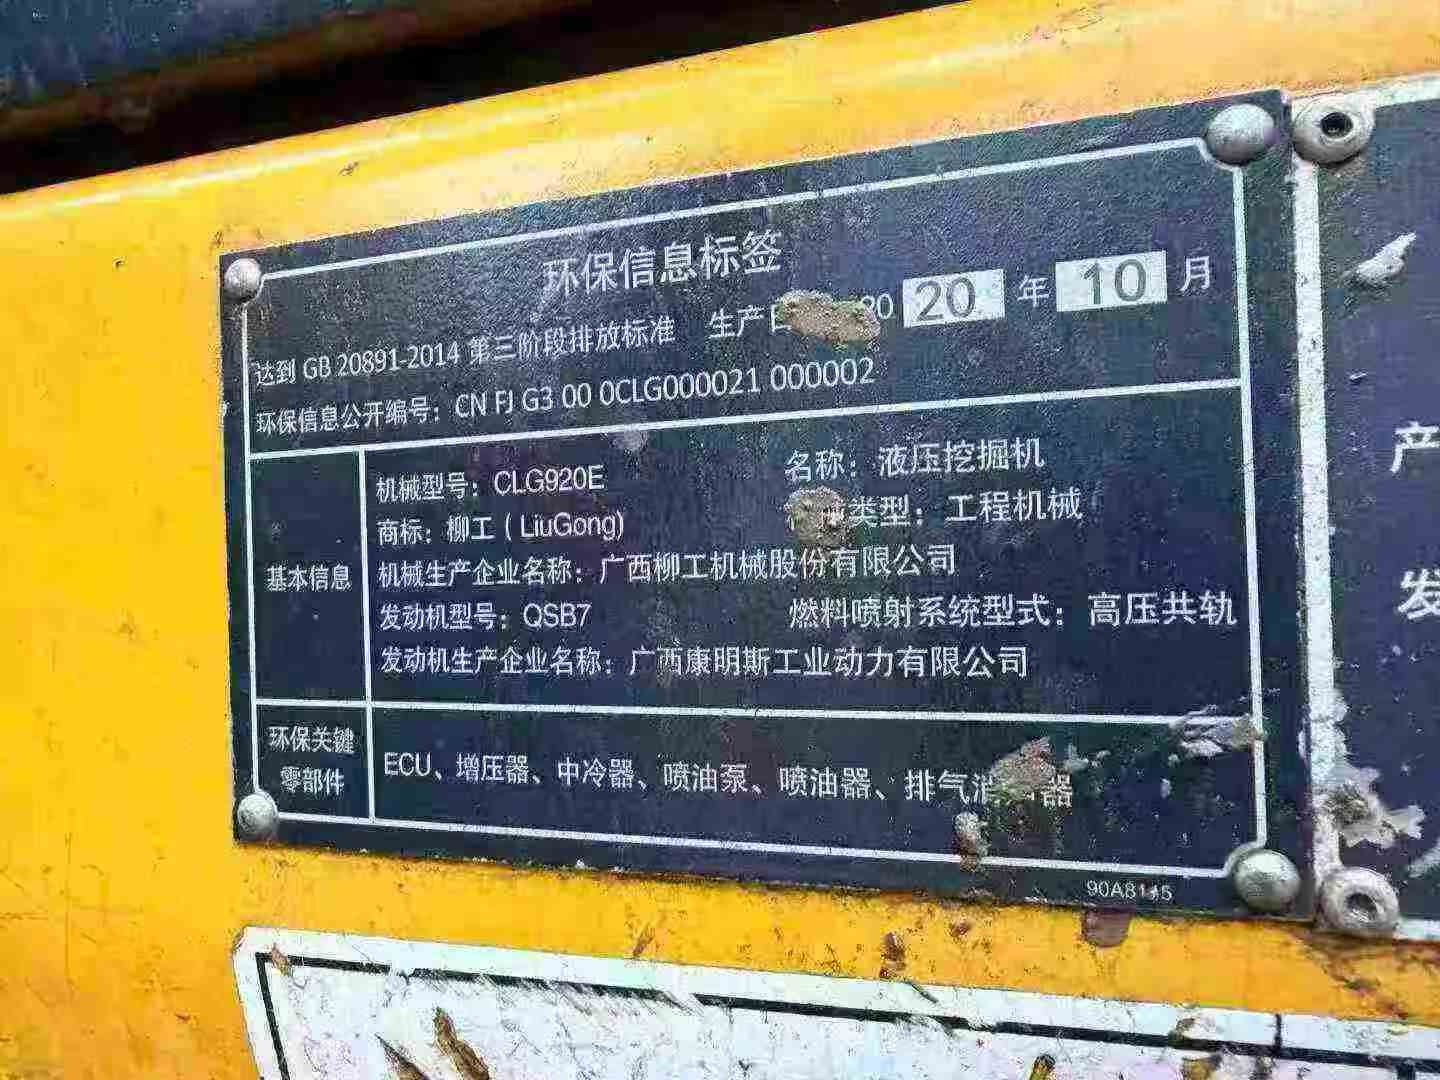 环保信息标签
达到 GB 20891-2014 第三阶段排放标准 生产 20 20 年 10 月
环保信息公开编号：CN FJ G3 00 0CLG000021 000002
基本信息
机械型号：CLG920E 名称：液压挖掘机
商标：柳工（LiuGong) 类型：工程机械
机械生产企业名称：广西柳工机械股份有限公司
发动机型号：QSB7 燃料喷射系统型式：高压共轨
发动机生产企业名称：广西康明斯工业动力有限公司
环保关键
零部件
ECU、增压器、中冷器、喷油泵、喷油器、排气消 器
产
发